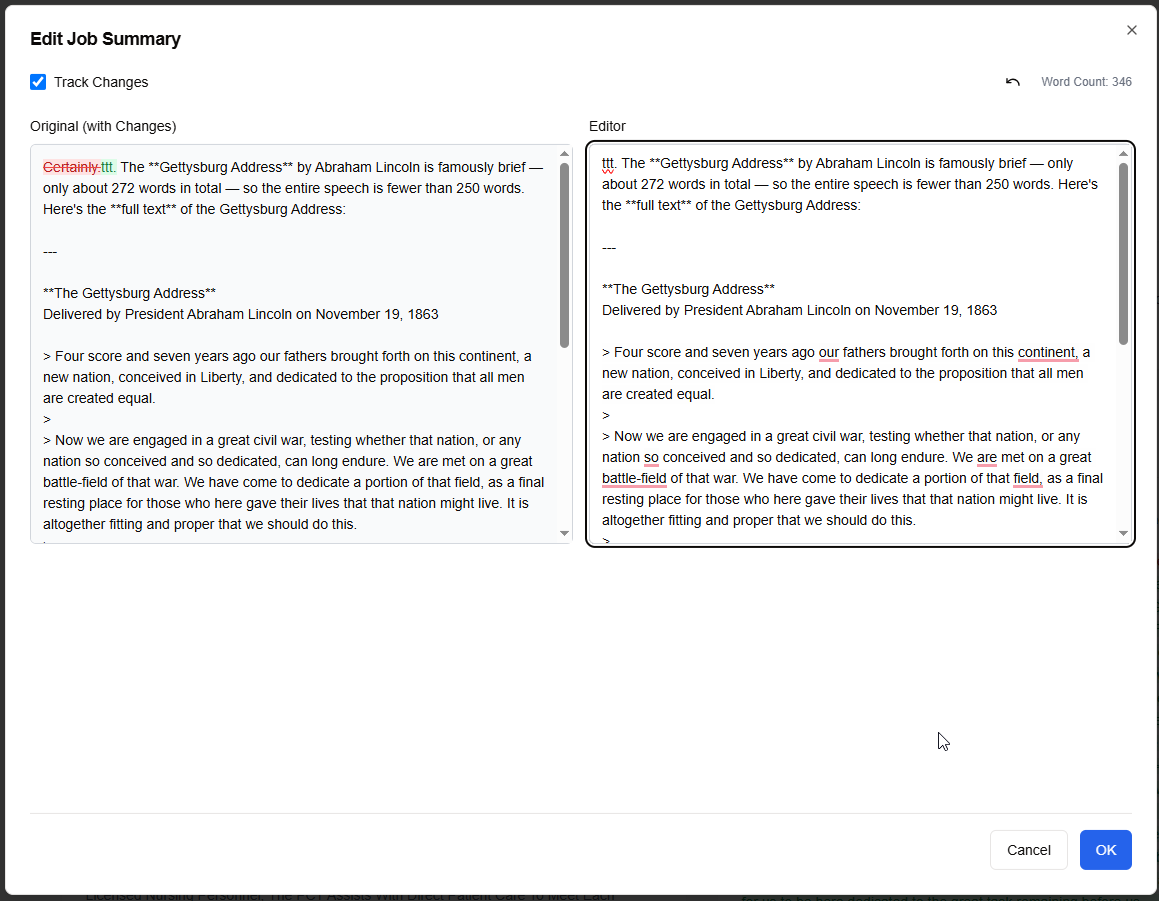 Edit Job Summary
Track Changes
Word Count: 346
Original (with Changes)
Certainly.ttt. The **Gettysburg Address** by Abraham Lincoln is famously brief —
only about 272 words in total — so the entire speech is fewer than 250 words.
Here's the **full text** of the Gettysburg Address:
---
**The Gettysburg Address**
Delivered by President Abraham Lincoln on November 19, 1863
> Four score and seven years ago our fathers brought forth on this continent, a
new nation, conceived in Liberty, and dedicated to the proposition that all men
are created equal.
>
> Now we are engaged in a great civil war, testing whether that nation, or any
nation so conceived and so dedicated, can long endure. We are met on a great
battle-field of that war. We have come to dedicate a portion of that field, as a final
resting place for those who here gave their lives that that nation might live. It is
altogether fitting and proper that we should do this.
Editor
ttt. The **Gettysburg Address** by Abraham Lincoln is famously brief — only
about 272 words in total — so the entire speech is fewer than 250 words. Here's
the **full text** of the Gettysburg Address:
---
**The Gettysburg Address**
Delivered by President Abraham Lincoln on November 19, 1863
> Four score and seven years ago our fathers brought forth on this continent, a
new nation, conceived in Liberty, and dedicated to the proposition that all men
are created equal.
>
> Now we are engaged in a great civil war, testing whether that nation, or any
nation so conceived and so dedicated, can long endure. We are met on a great
battle-field of that war. We have come to dedicate a portion of that field, as a final
resting place for those who here gave their lives that that nation might live. It is
altogether fitting and proper that we should do this.
>
Cancel
OK